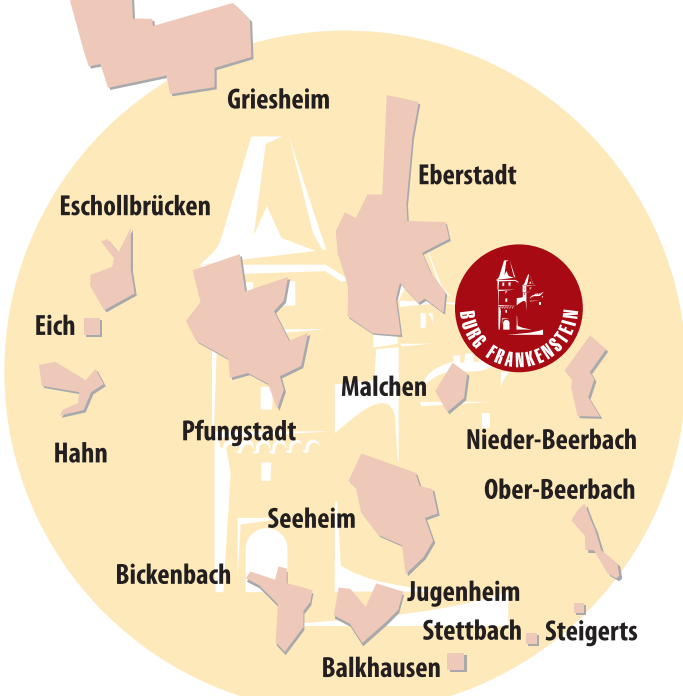 Griesheim
Eberstadt
Eschollbrücken
BURG FRANKENSTEIN
Eich
Malchen
Pfungstadt
Nieder-Beerbach
Hahn
Ober-Beerbach
Seeheim
Bickenbach
Jugenheim
Stettbach
Steigerts
Balkhausen